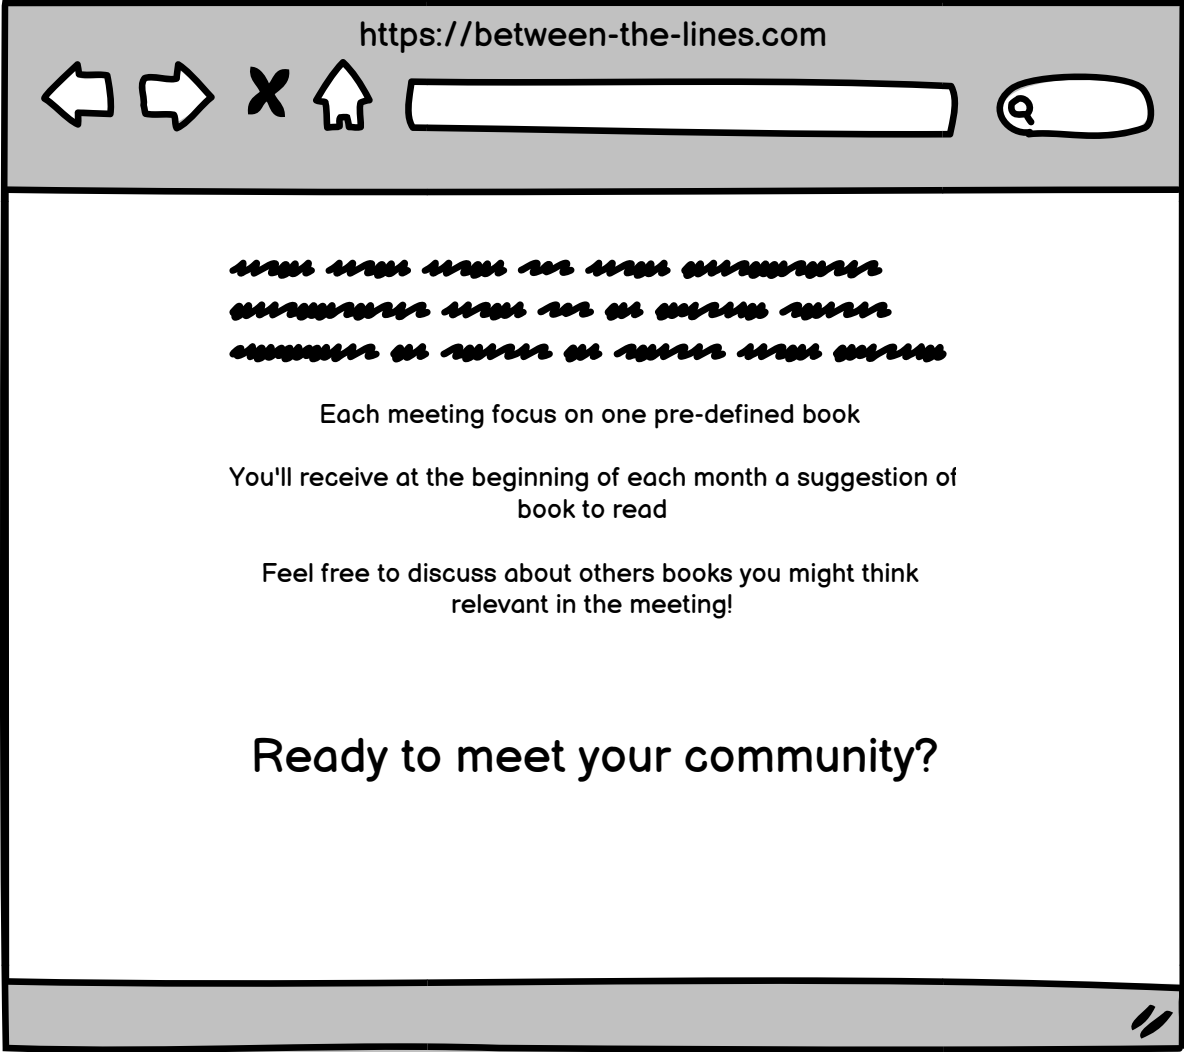 https://between-the-lines.com
Each meeting focus on one pre-defined book
You'll receive at the beginning of each month a suggestion of
book to read
Feel free to discuss about others books you might think
relevant in the meeting!
Ready to meet your community?